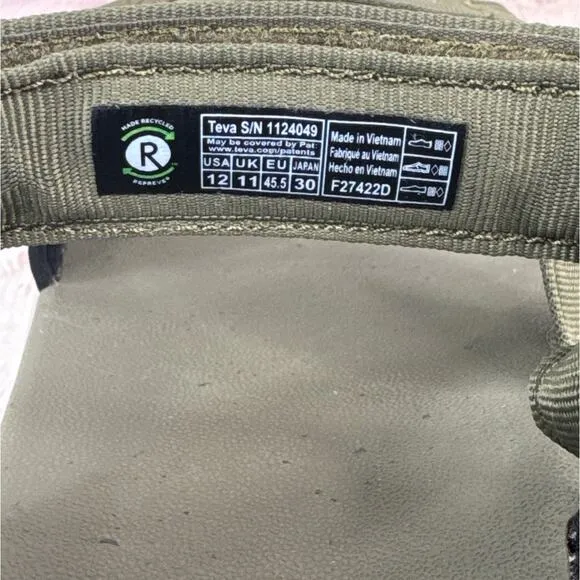 MADE RECYCLED
R
REPREVE
Teva S/N 1124049
May be covered by Pat:
www.teva.com/patents
USA UK EU JAPAN
12 11 45.5 30
Made in Vietnam
Fabriqué au Vietnam
Hecho en Vietnam
F27422D